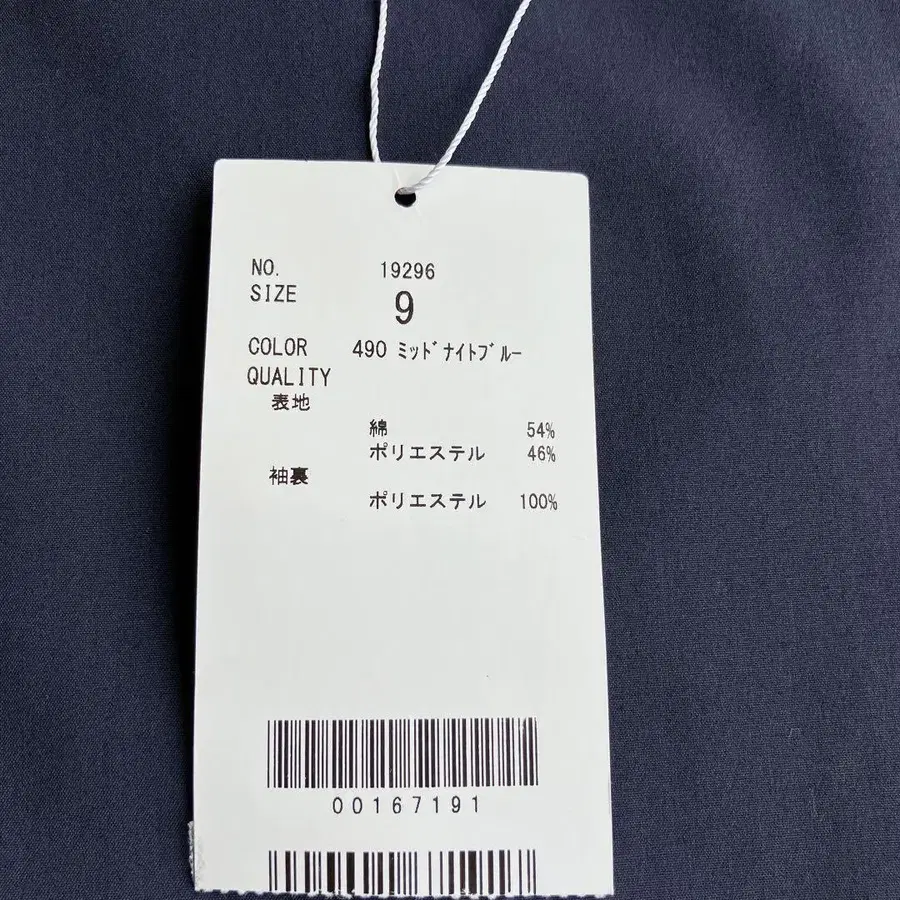 NO. 19296
SIZE 9
COLOR 490 ﾐｯﾄﾞﾅｲﾄﾌﾞﾙｰ
QUALITY
表地
綿 54%
ポリエステル 46%
袖裏
ポリエステル 100%
00167191